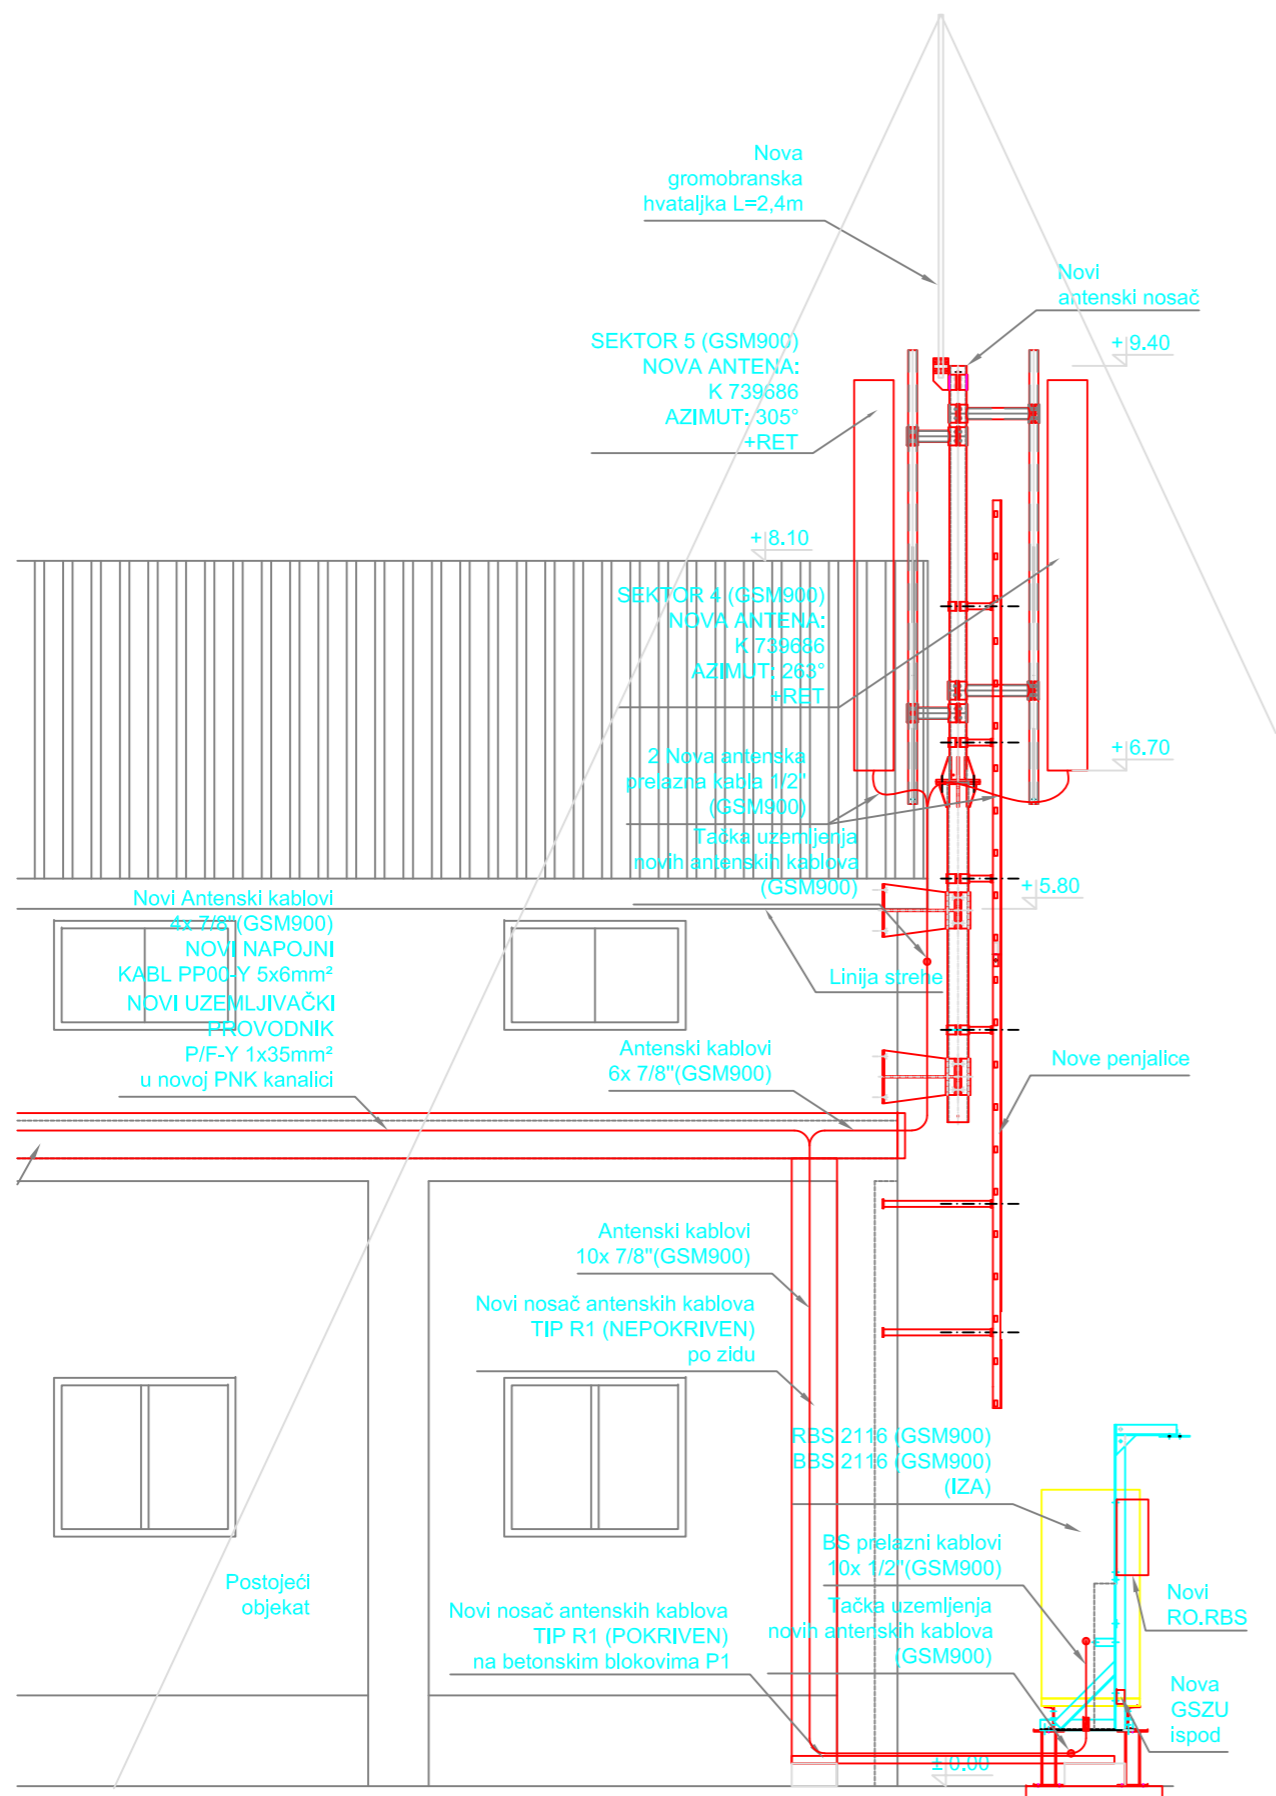 Nova
gromobranska
hvataljka L=2,4m
Novi
antenski nosač
+9.40
SEKTOR 5 (GSM900)
NOVA ANTENA:
K 739686
AZIMUT: 305°
+RET
+8.10
SEKTOR 4 (GSM900)
NOVA ANTENA:
K 739686
AZIMUT: 263°
+RET
+6.70
2 Nova antenska
prelazna kabla 1/2"
(GSM900)
Tačka uzemljenja
novih antenskih kablova
(GSM900)
+5.80
Novi Antenski kablovi
4x 7/8"(GSM900)
NOVI NAPOJNI
KABL PP00-Y 5x6mm²
NOVI UZEMLJIVAČKI
PROVODNIK
P/F-Y 1x35mm²
u novoj PNK kanalici
Linija strehe
Antenski kablovi
6x 7/8"(GSM900)
Nove penjalice
Antenski kablovi
10x 7/8"(GSM900)
Novi nosač antenskih kablova
TIP R1 (NEPOKRIVEN)
po zidu
RBS 2116 (GSM900)
BBS 2116 (GSM900)
(IZA)
BS prelazni kablovi
10x 1/2"(GSM900)
Postojeći
objekat
Novi
RO.RBS
Novi nosač antenskih kablova
TIP R1 (POKRIVEN)
na betonskim blokovima P1
Tačka uzemljenja
novih antenskih kablova
(GSM900)
Nova
GSZU
ispod
± 0.00